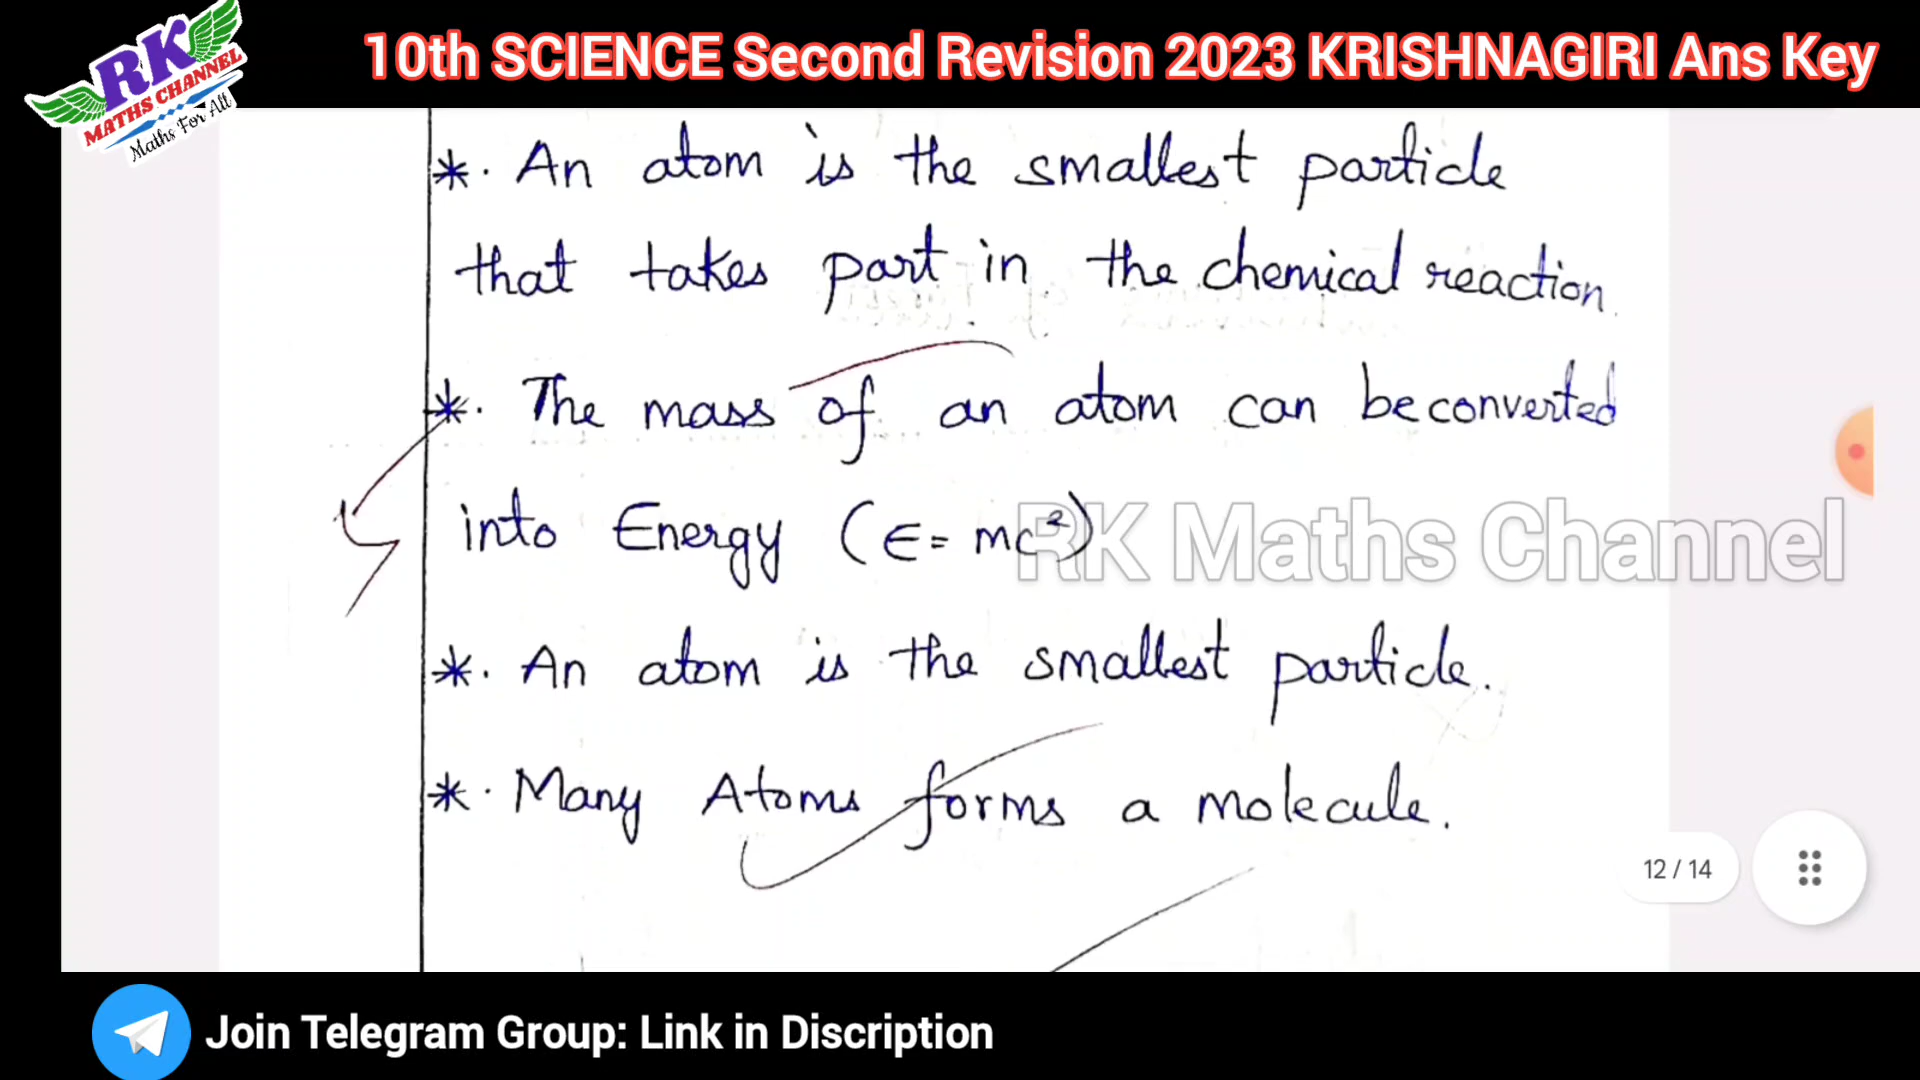 RK
MATHS CHANNEL
Maths For All
10th SCIENCE Second Revision 2023 KRISHNAGIRI Ans Key
*. An atom is the smallest particle
that takes part in the chemical reaction.
*. The mass of an atom can be converted
into Energy (E = mc²)
RK Maths Channel
*. An atom is the smallest particle.
*. Many Atoms forms a molecule.
12 / 14
Join Telegram Group: Link in Discription